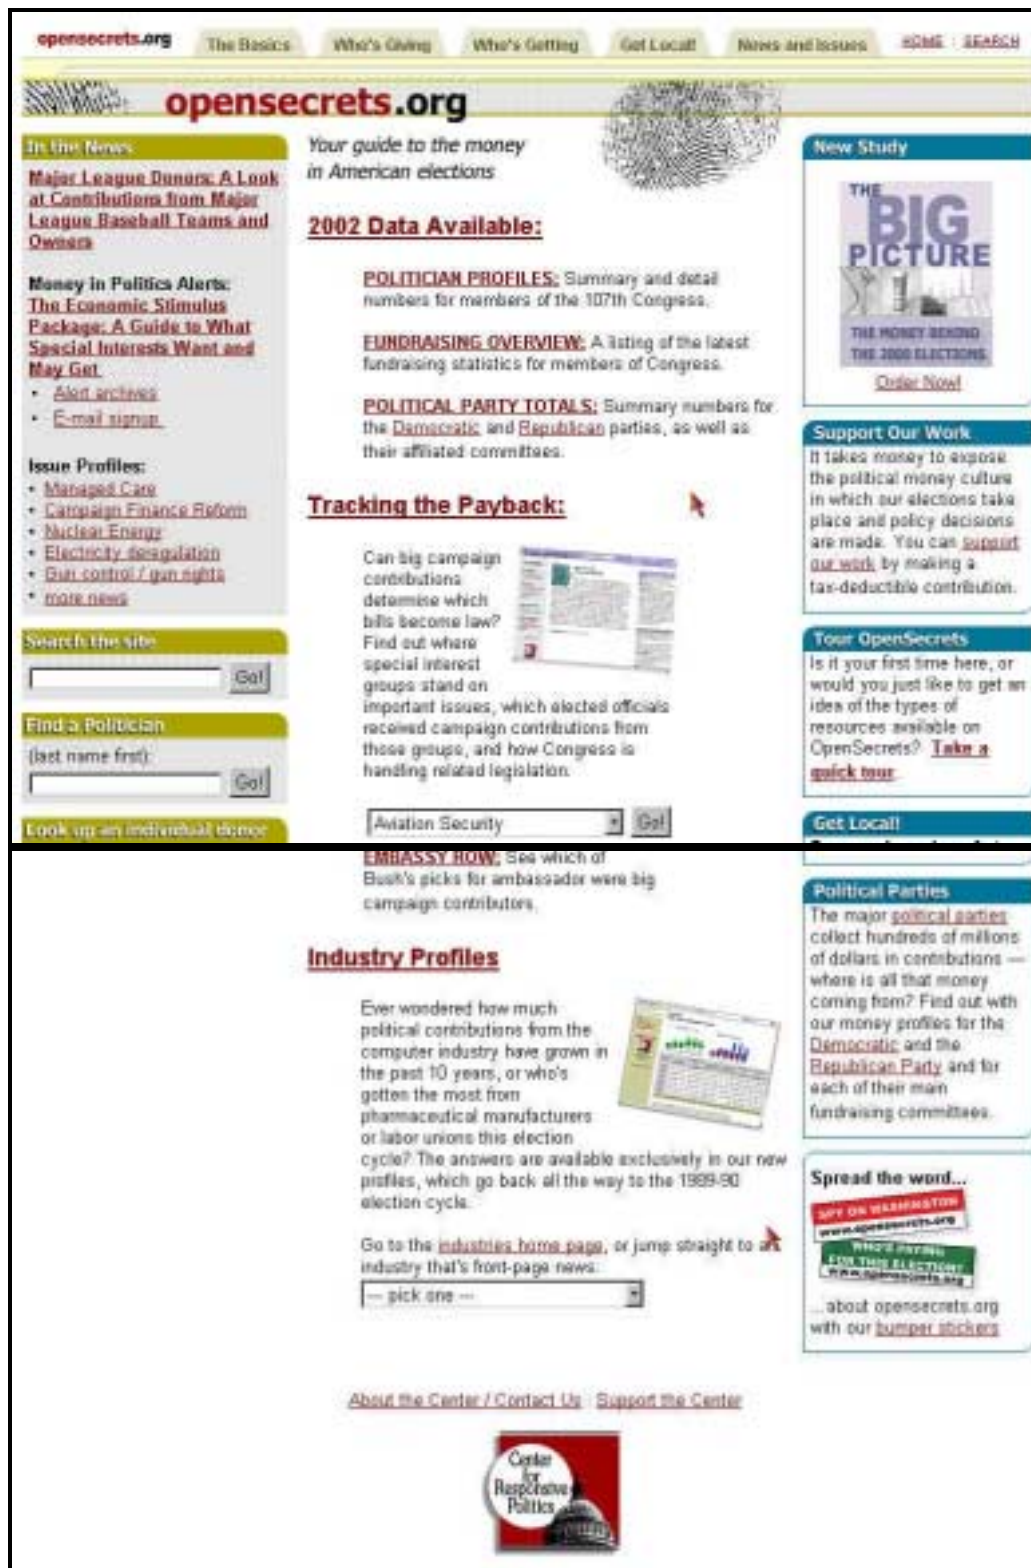 opensecrets.org
The Basics
Who's Giving
Who's Getting
Get Local!
News and Issues
HOME | SEARCH
opensecrets.org
Your guide to the money
in American elections
In the News
Major League Donors: A Look
at Contributions from Major
League Baseball Teams and
Owners
Money in Politics Alerts:
The Economic Stimulus
Package: A Guide to What
Special Interests Want and
May Get
• Alert archives
• E-mail signup
Issue Profiles:
• Managed Care
• Campaign Finance Reform
• Nuclear Energy
• Electricity deregulation
• Gun control / gun rights
• more news
Search the site
Go!
Find a Politician
(last name first):
Go!
Look up an individual donor
2002 Data Available:
POLITICIAN PROFILES: Summary and detail
numbers for members of the 107th Congress.
FUNDRAISING OVERVIEW: A listing of the latest
fundraising statistics for members of Congress.
POLITICAL PARTY TOTALS: Summary numbers for
the Democratic and Republican parties, as well as
their affiliated committees.
Tracking the Payback:
Can big campaign
contributions
determine which
bills become law?
Find out where
special interest
groups stand on
important issues, which elected officials
received campaign contributions from
those groups, and how Congress is
handling related legislation.
Aviation Security
Go!
New Study
THE
BIG
PICTURE
THE MONEY BEHIND
THE 2000 ELECTIONS
Order Now!
Support Our Work
It takes money to expose
the political money culture
in which our elections take
place and policy decisions
are made. You can support
our work by making a
tax-deductible contribution.
Tour OpenSecrets
Is it your first time here, or
would you just like to get an
idea of the types of
resources available on
OpenSecrets? Take a
quick tour.
Get Local!
EMBASSY ROW: See which of
Bush's picks for ambassador were big
campaign contributors.
Industry Profiles
Ever wondered how much
political contributions from the
computer industry have grown in
the past 10 years, or who's
gotten the most from
pharmaceutical manufacturers
or labor unions this election
cycle? The answers are available exclusively in our new
profiles, which go back all the way to the 1989-90
election cycle.
Go to the industries home page, or jump straight to an
industry that's front-page news:
--- pick one ---
Political Parties
The major political parties
collect hundreds of millions
of dollars in contributions —
where is all that money
coming from? Find out with
our money profiles for the
Democratic and the
Republican Party and for
each of their main
fundraising committees.
Spread the word...
SPY ON WASHINGTON
www.opensecrets.org
WHO'S PAYING
FOR THIS ELECTION?
www.opensecrets.org
... about opensecrets.org
with our bumper stickers
About the Center / Contact Us | Support the Center
Center
for
Responsive
Politics